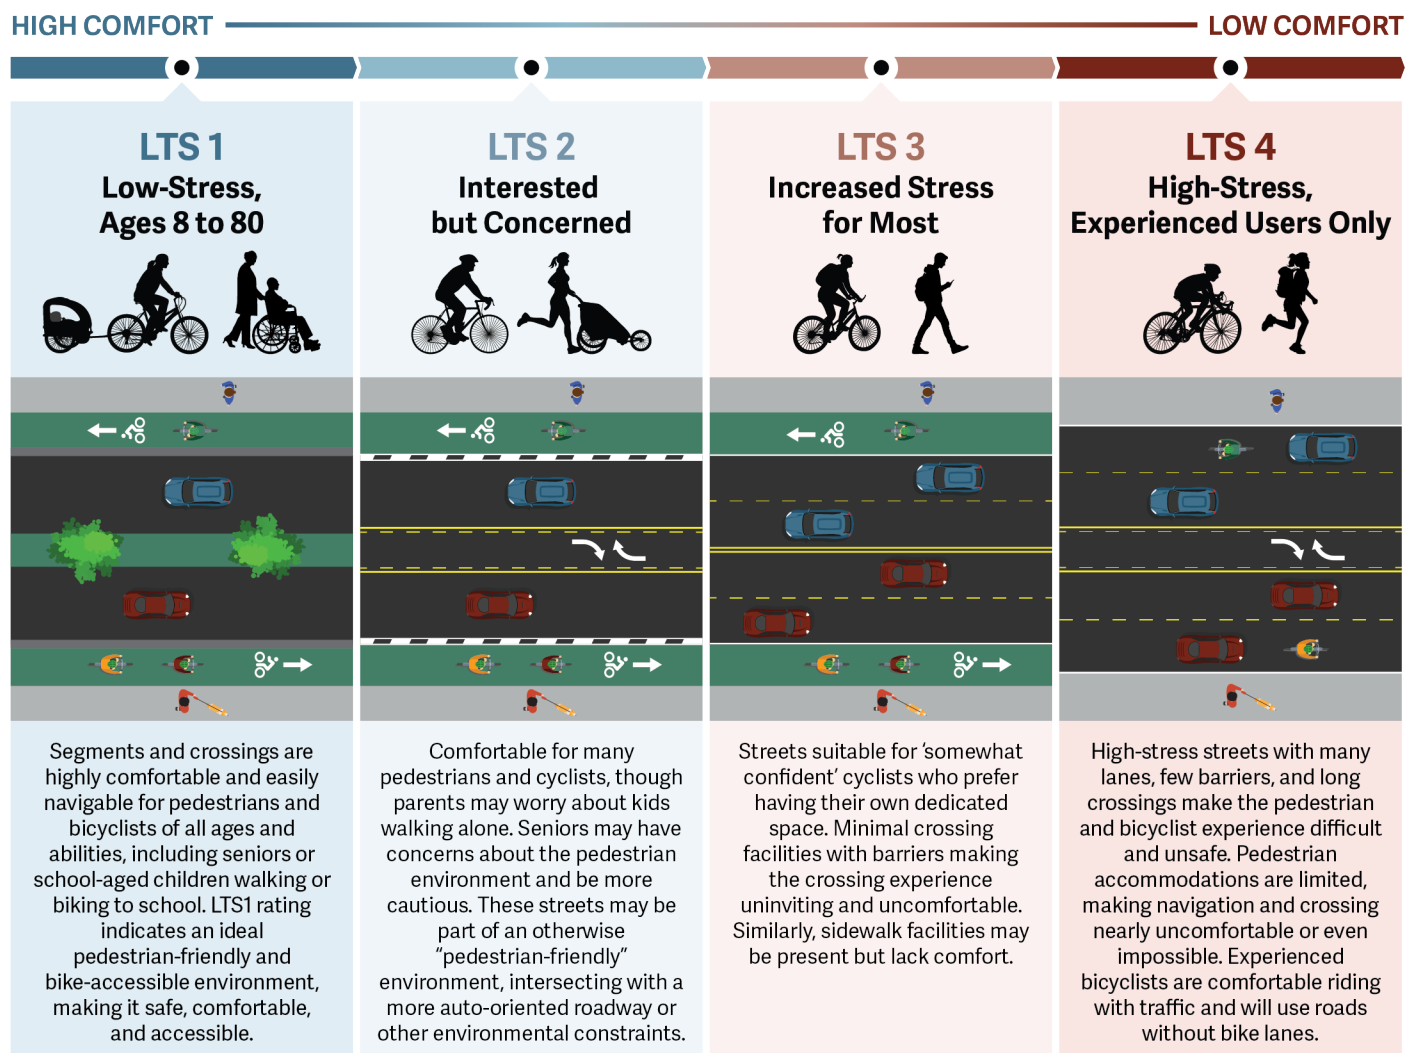 HIGH COMFORT
LOW COMFORT
LTS 1
Low-Stress,
Ages 8 to 80
Segments and crossings are
highly comfortable and easily
navigable for pedestrians and
bicyclists of all ages and
abilities, including seniors or
school-aged children walking or
biking to school. LTS1 rating
indicates an ideal
pedestrian-friendly and
bike-accessible environment,
making it safe, comfortable,
and accessible.
LTS 2
Interested
but Concerned
Comfortable for many
pedestrians and cyclists, though
parents may worry about kids
walking alone. Seniors may have
concerns about the pedestrian
environment and be more
cautious. These streets may be
part of an otherwise
“pedestrian-friendly”
environment, intersecting with a
more auto-oriented roadway or
other environmental constraints.
LTS 3
Increased Stress
for Most
Streets suitable for ‘somewhat
confident’ cyclists who prefer
having their own dedicated
space. Minimal crossing
facilities with barriers making
the crossing experience
uninviting and uncomfortable.
Similarly, sidewalk facilities may
be present but lack comfort.
LTS 4
High-Stress,
Experienced Users Only
High-stress streets with many
lanes, few barriers, and long
crossings make the pedestrian
and bicyclist experience difficult
and unsafe. Pedestrian
accommodations are limited,
making navigation and crossing
nearly uncomfortable or even
impossible. Experienced
bicyclists are comfortable riding
with traffic and will use roads
without bike lanes.